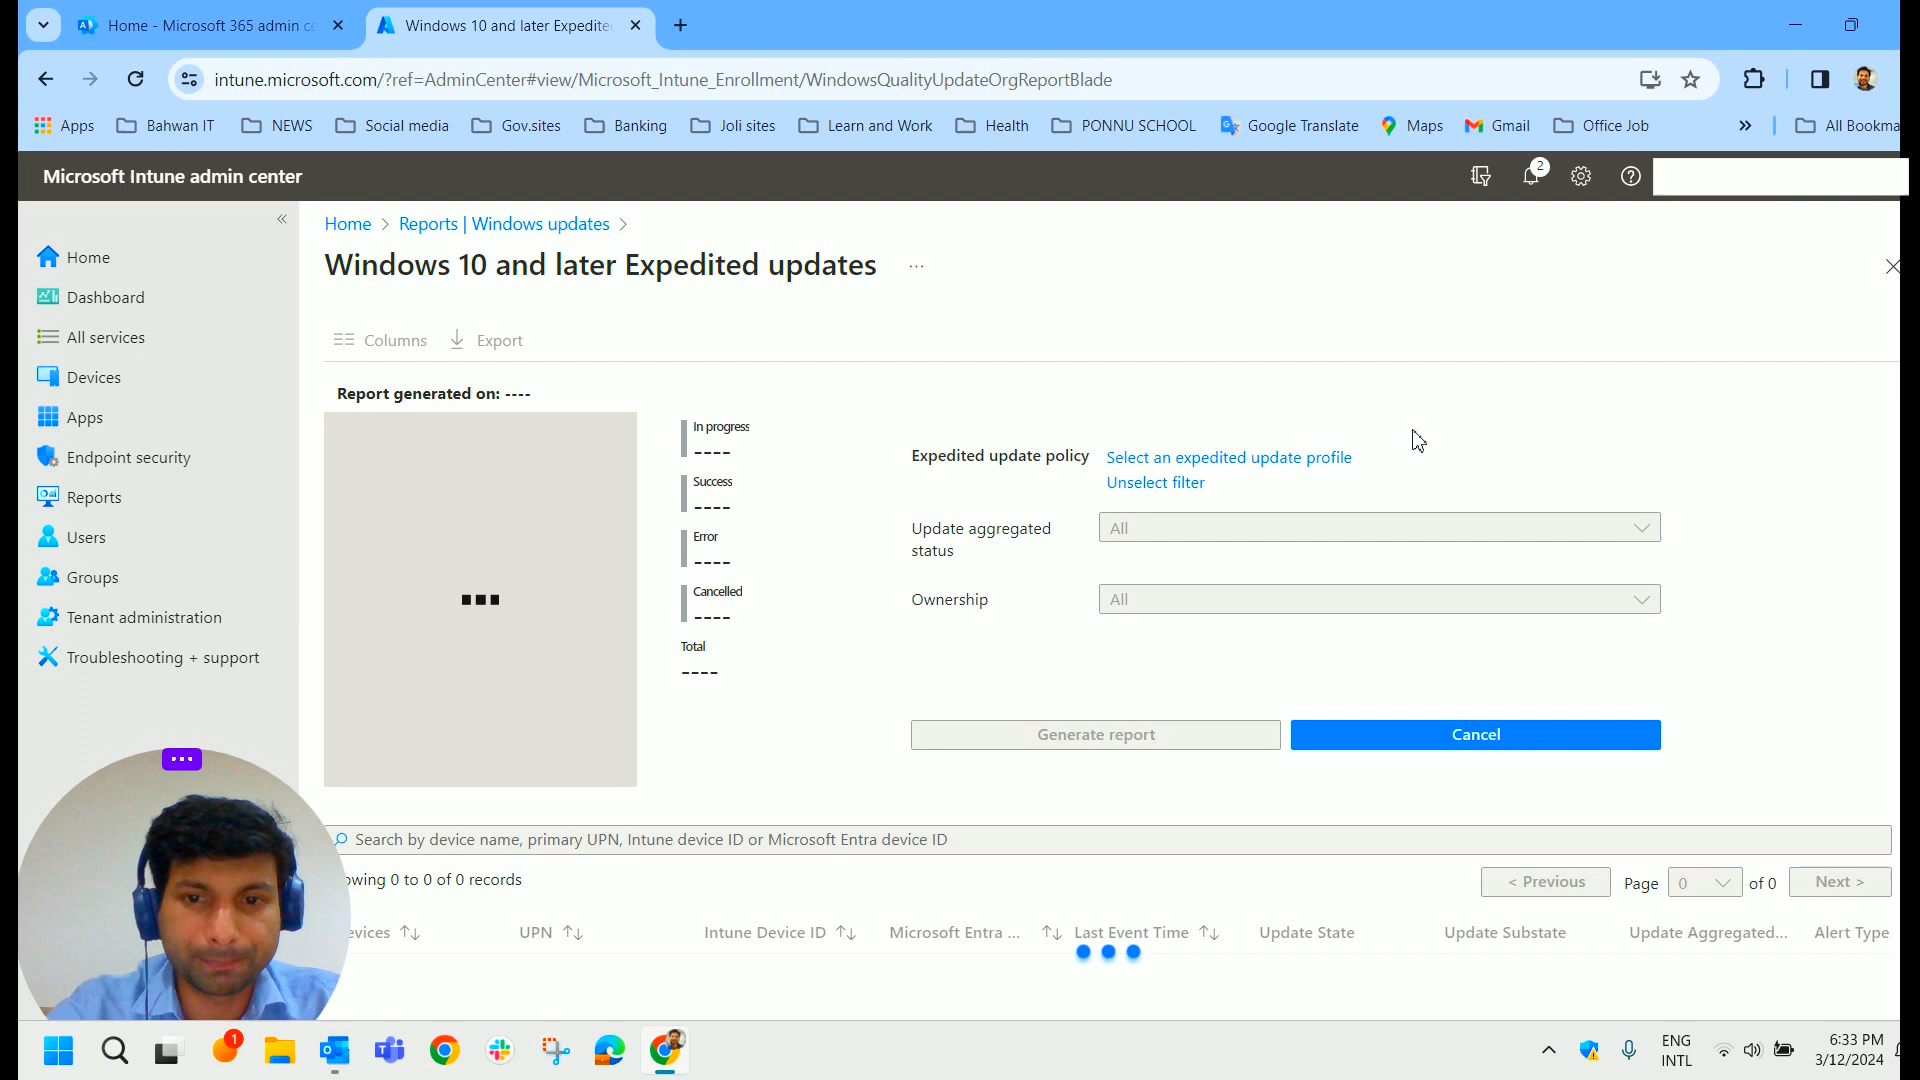 Home - Microsoft 365 admin ce
Windows 10 and later Expedited
intune.microsoft.com/?ref=AdminCenter#view/Microsoft_Intune_Enrollment/WindowsQualityUpdateOrgReportBlade
Apps
Bahwan IT
NEWS
Social media
Gov.sites
Banking
Joli sites
Learn and Work
Health
PONNU SCHOOL
Google Translate
Maps
Gmail
Office Job
All Bookma
Microsoft Intune admin center
2
Home > Reports | Windows updates >
Windows 10 and later Expedited updates
Home
Dashboard
All services
Devices
Apps
Endpoint security
Reports
Users
Groups
Tenant administration
Troubleshooting + support
Columns
Export
Report generated on: ----
In progress
----
Success
----
Error
----
Cancelled
----
Total
----
Expedited update policy
Select an expedited update profile
Unselect filter
Update aggregated
status
All
Ownership
All
Generate report
Cancel
Search by device name, primary UPN, Intune device ID or Microsoft Entra device ID
owing 0 to 0 of 0 records
< Previous
Page
0
of 0
Next >
evices
UPN
Intune Device ID
Microsoft Entra ...
Last Event Time
Update State
Update Substate
Update Aggregated...
Alert Type
1
ENG
INTL
6:33 PM
3/12/2024